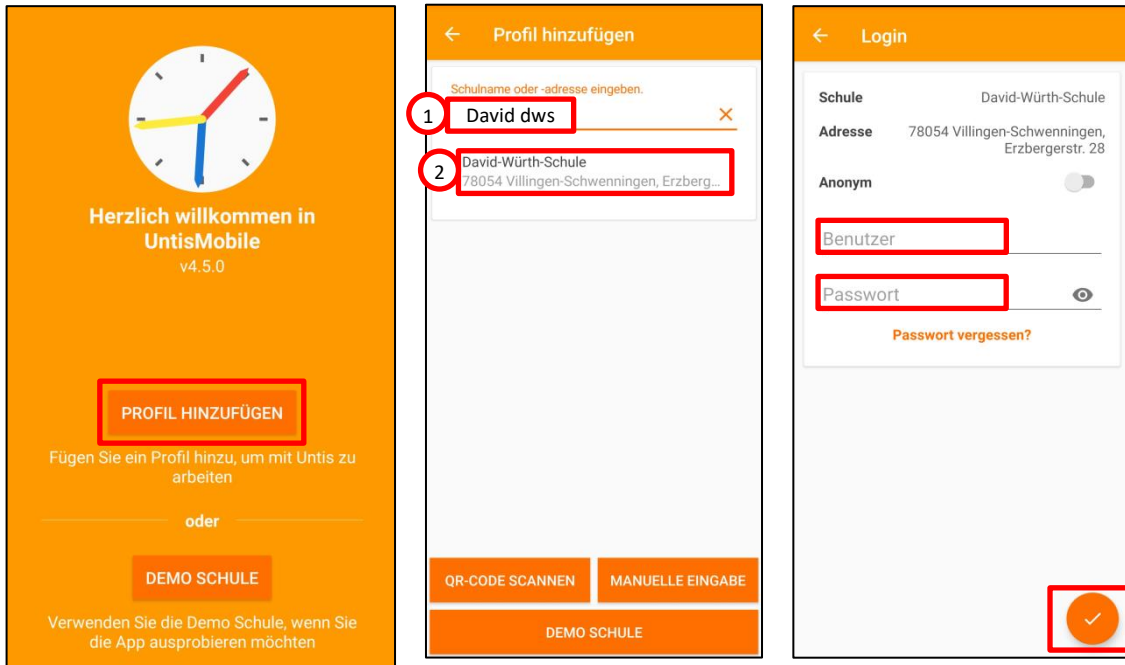 Herzlich willkommen in
UntisMobile
v4.5.0
PROFIL HINZUFÜGEN
Fügen Sie ein Profil hinzu, um mit Untis zu
arbeiten
oder
DEMO SCHULE
Verwenden Sie die Demo Schule, wenn Sie
die App ausprobieren möchten
Profil hinzufügen
Schulname oder -adresse eingeben.
1 David dws
2 David-Würth-Schule
78054 Villingen-Schwenningen, Erzberg...
QR-CODE SCANNEN MANUELLE EINGABE
DEMO SCHULE
Login
Schule David-Würth-Schule
Adresse 78054 Villingen-Schwenningen,
Erzbergerstr. 28
Anonym
Benutzer
Passwort
Passwort vergessen?